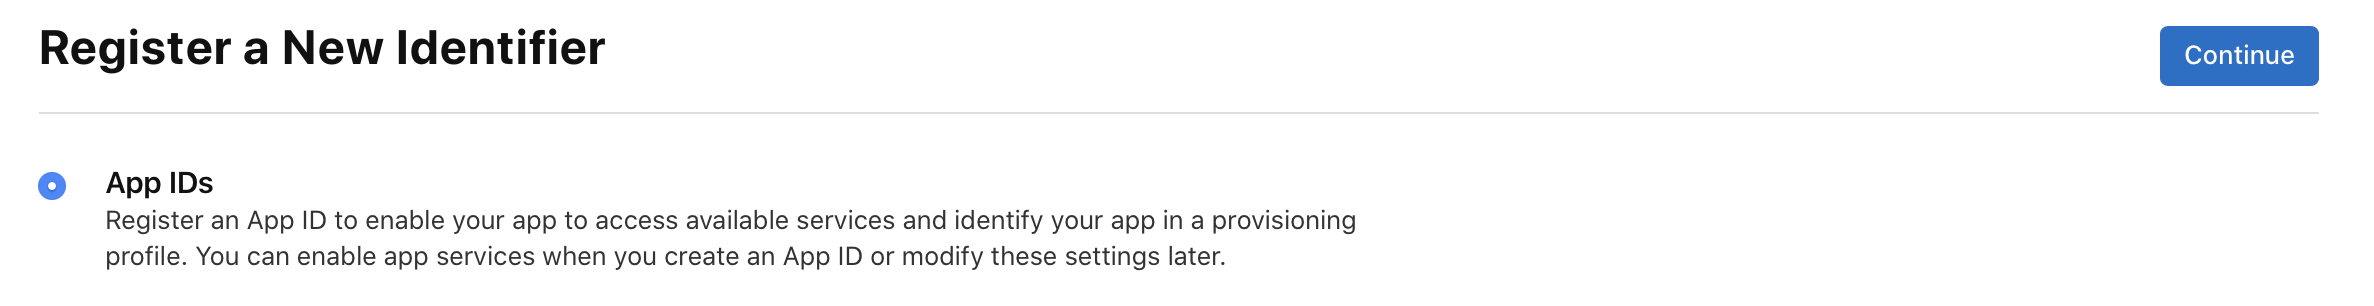 Register a New Identifier
Continue
App IDs
Register an App ID to enable your app to access available services and identify your app in a provisioning
profile. You can enable app services when you create an App ID or modify these settings later.